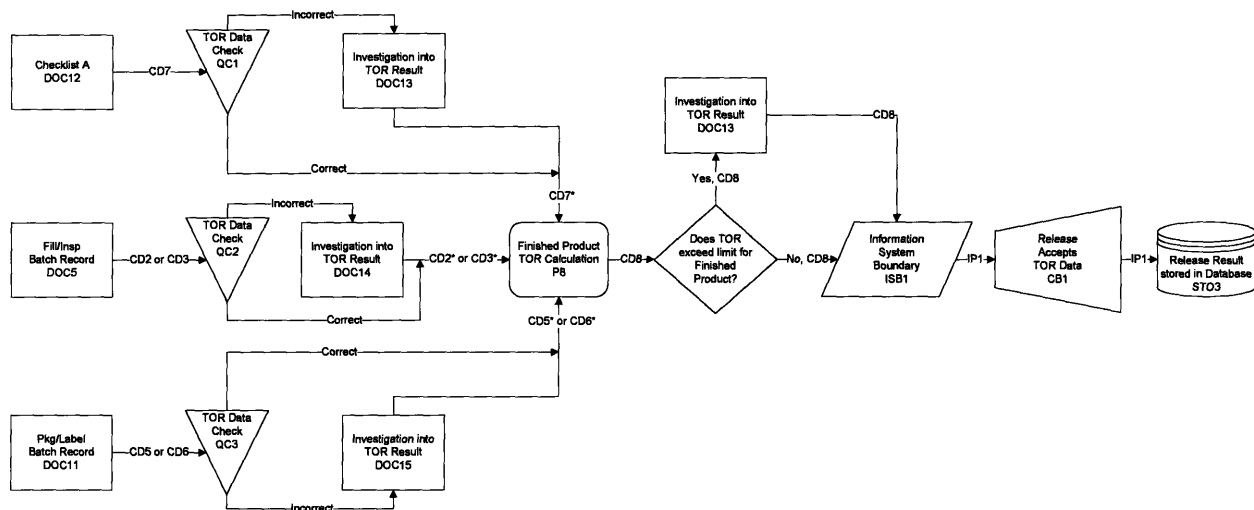 Incorrect
TOR Data
Check
QC1
Checklist A
DOC12
CD7
Investigation into
TOR Result
DOC13
Correct
CD7*
Incorrect
TOR Data
Check
QC2
Fill/Insp
Batch Record
DOC5
CD2 or CD3
Investigation into
TOR Result
DOC14
CD2* or CD3*
Correct
Finished Product
TOR Calculation
P8
CD8
CD5* or CD6*
Correct
TOR Data
Check
QC3
Pkg/Label
Batch Record
DOC11
CD5 or CD6
Investigation into
TOR Result
DOC15
Incorrect
Investigation into
TOR Result
DOC13
CD8
Yes, CD8
Does TOR
exceed limit for
Finished
Product?
No, CD8
Information
System
Boundary
ISB1
IP1
Release
Accepts
TOR Data
CB1
IP1
Release Result
stored in Database
STO3